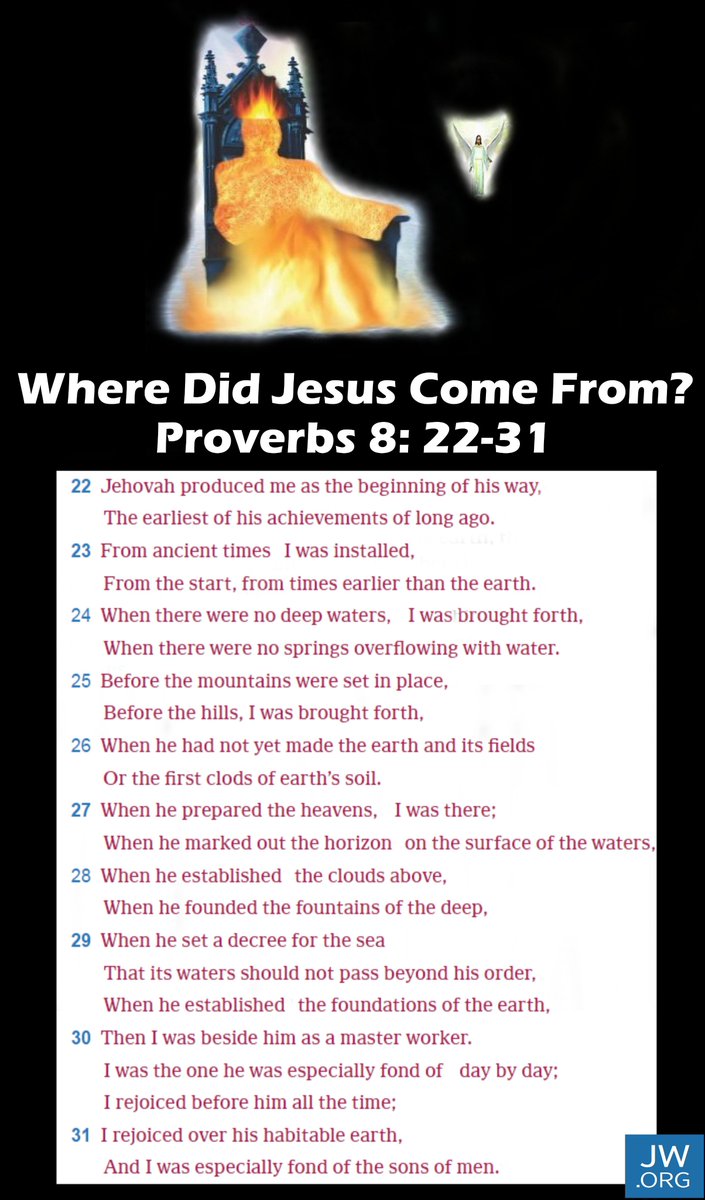 Where Did Jesus Come From?
Proverbs 8: 22-31
22 Jehovah produced me as the beginning of his way,
The earliest of his achievements of long ago.
23 From ancient times I was installed,
From the start, from times earlier than the earth.
24 When there were no deep waters, I was brought forth,
When there were no springs overflowing with water.
25 Before the mountains were set in place,
Before the hills, I was brought forth,
26 When he had not yet made the earth and its fields
Or the first clods of earth’s soil.
27 When he prepared the heavens, I was there;
When he marked out the horizon on the surface of the waters,
28 When he established the clouds above,
When he founded the fountains of the deep,
29 When he set a decree for the sea
That its waters should not pass beyond his order,
When he established the foundations of the earth,
30 Then I was beside him as a master worker.
I was the one he was especially fond of day by day;
I rejoiced before him all the time;
31 I rejoiced over his habitable earth,
And I was especially fond of the sons of men.
JW
.ORG